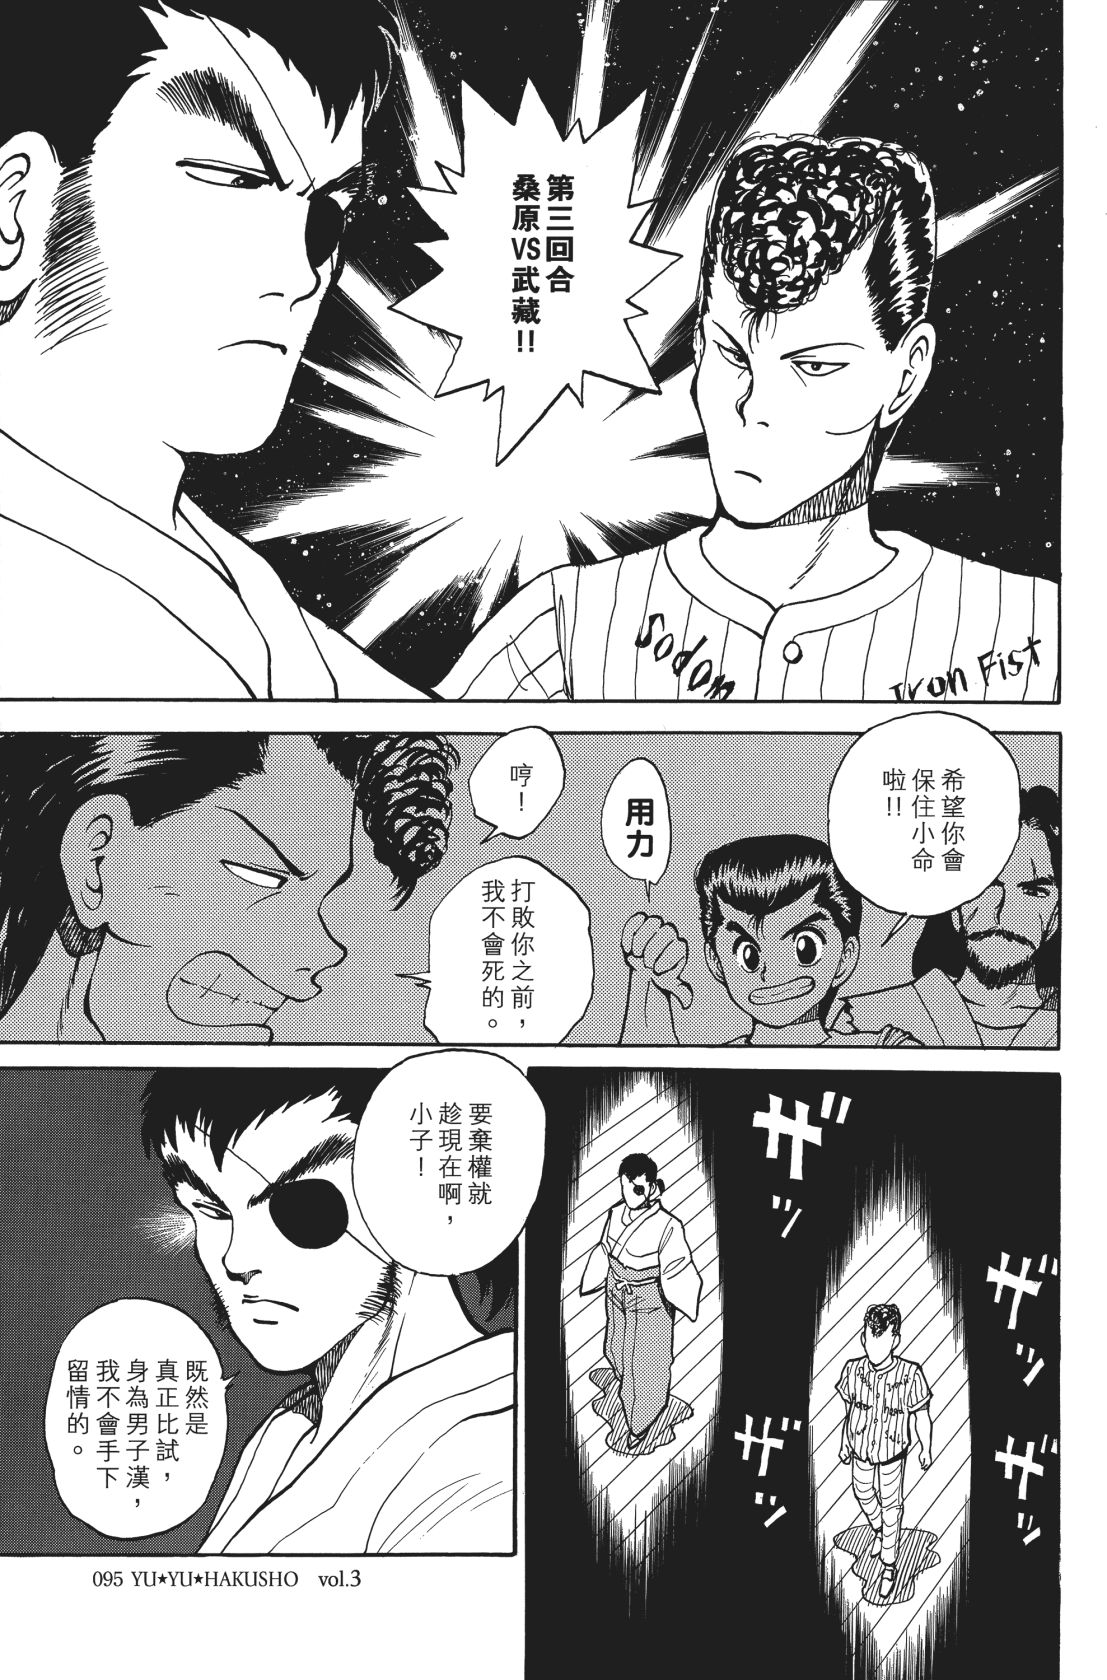 第三回合
桑原VS武藏!!
Sodom
Iron Fist
希望你會
保住小命
啦!!
用力
哼！
打敗你之前，
我不會死的。
ザッ
ザッ
ザッ
ザッ
要棄權就
趁現在啊，
小子！
既然是
真正比試，
身為男子漢，
我不會手下
留情的。
095 YU★YU★HAKUSHO vol.3